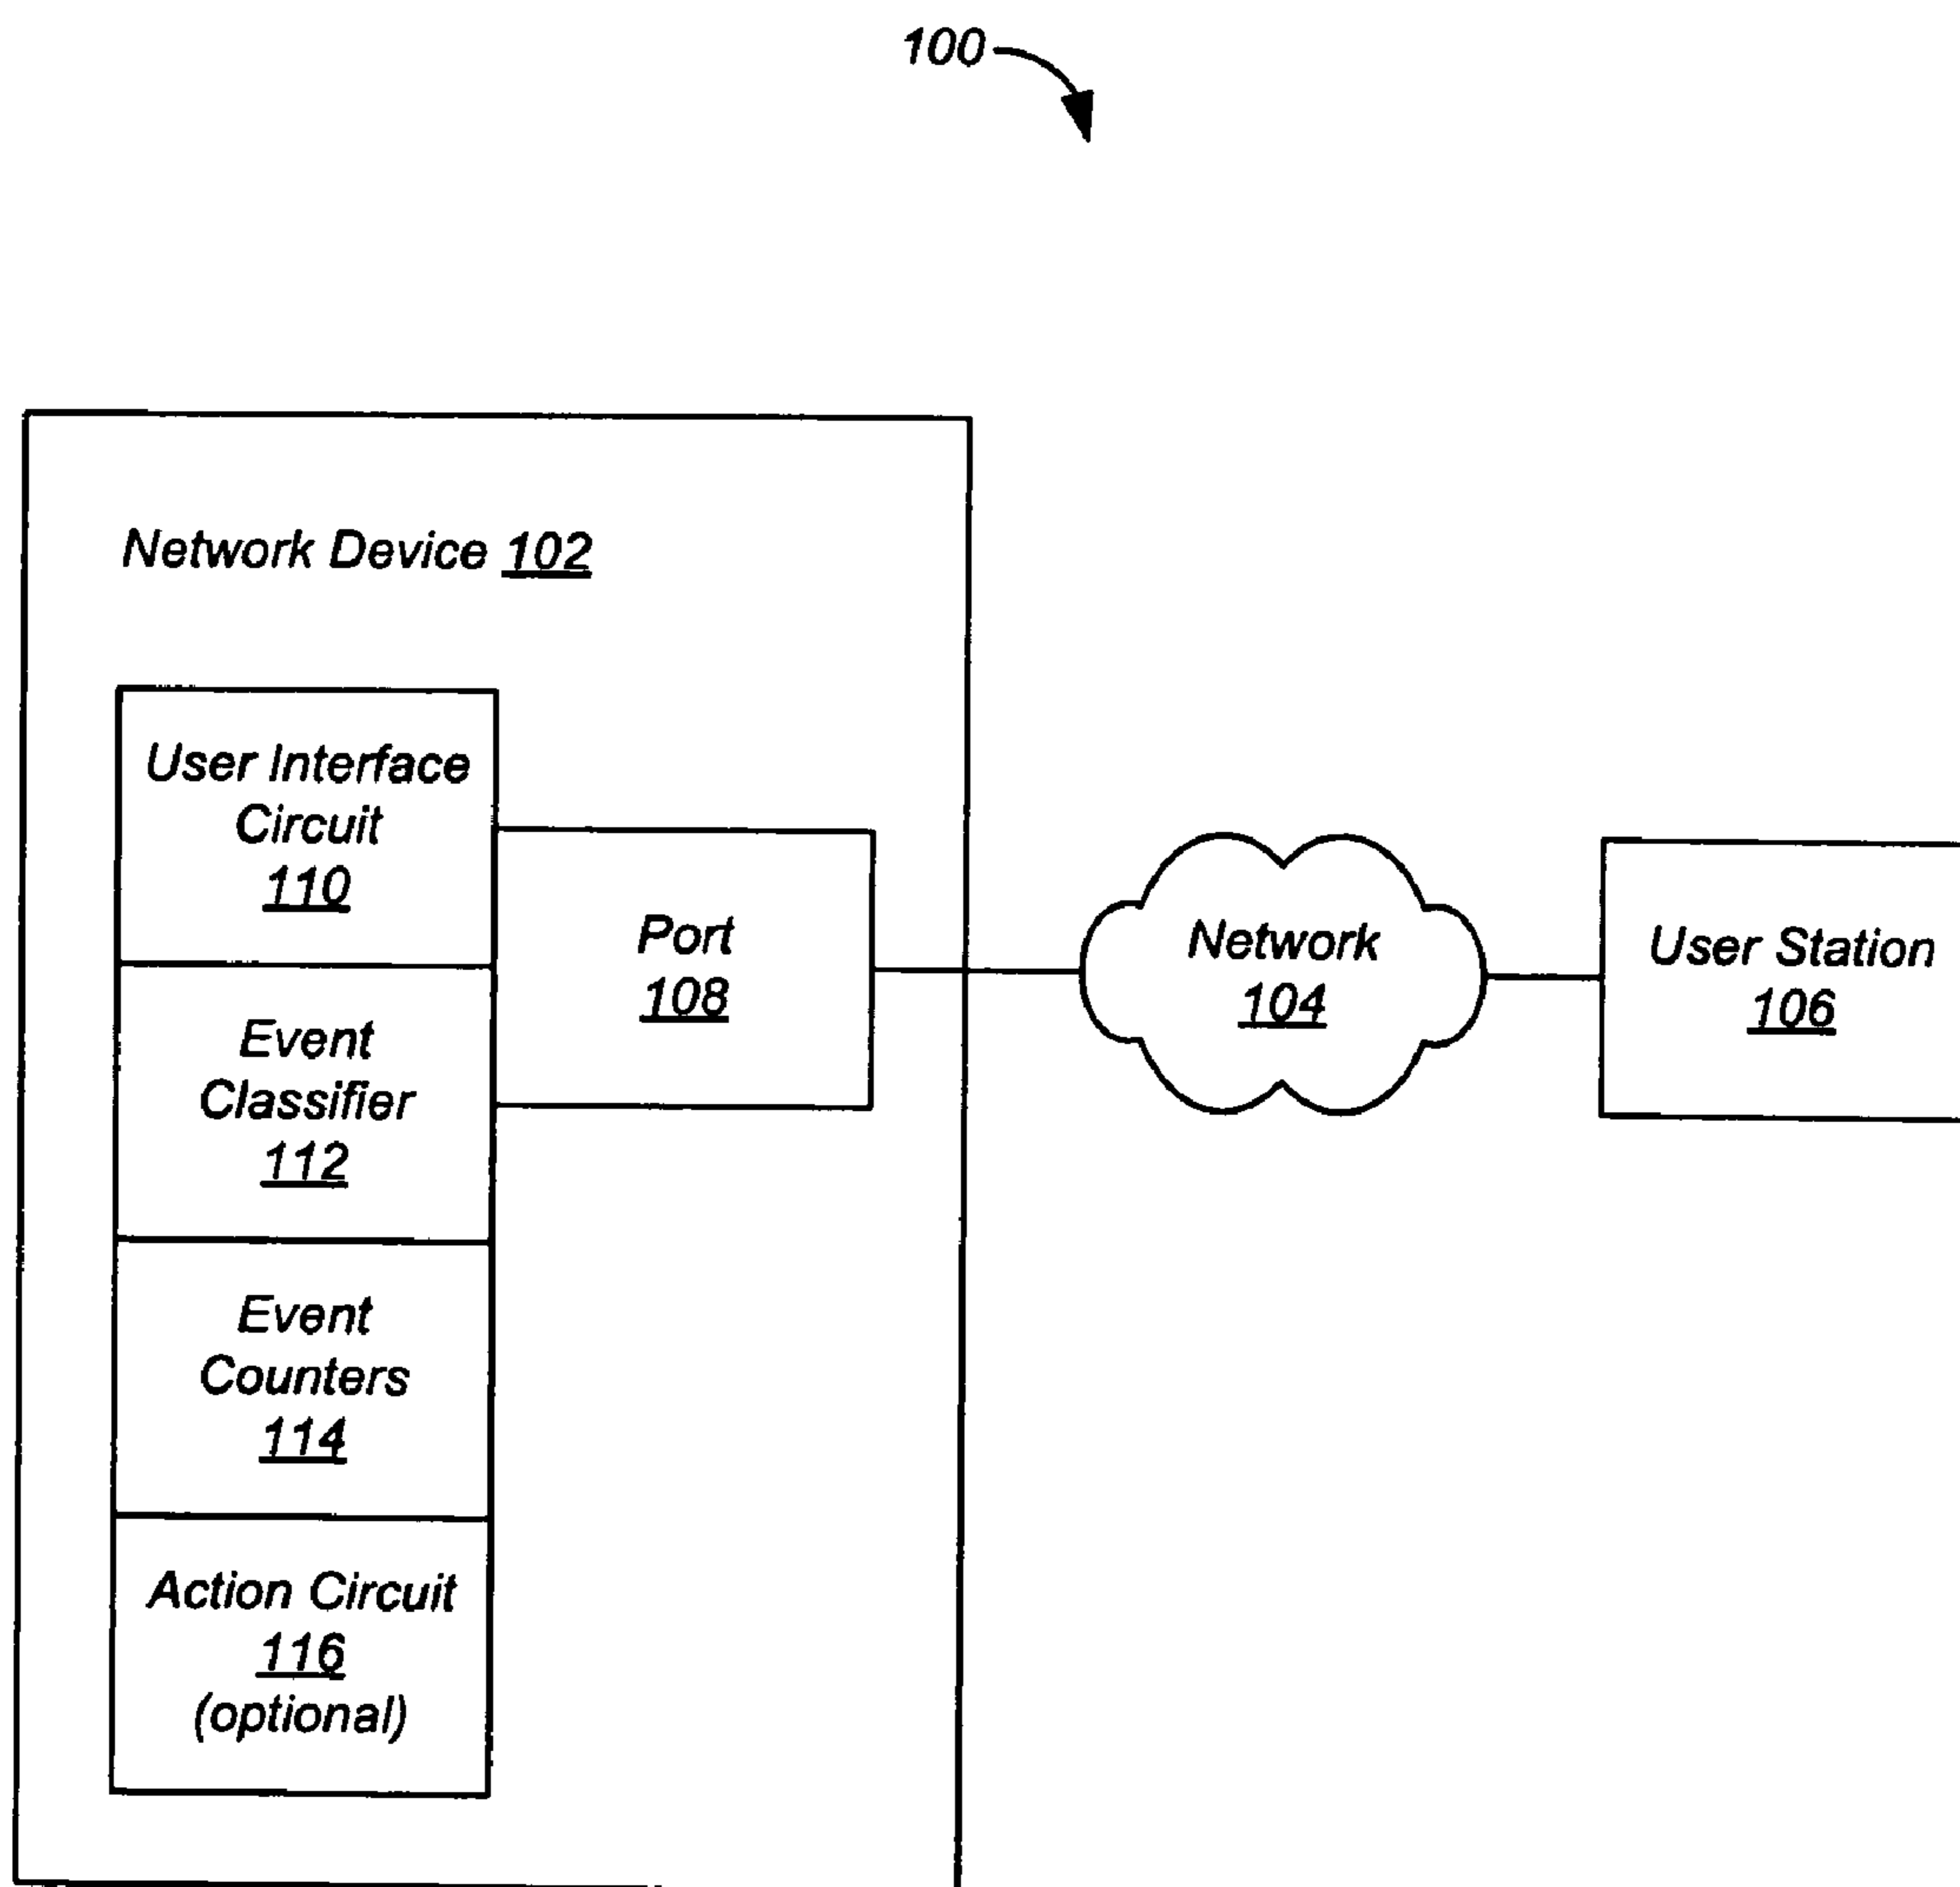 100
Network Device 102
User Interface
Circuit
110
Event
Classifier
112
Event
Counters
114
Action Circuit
116
(optional)
Port
108
Network
104
User Station
106